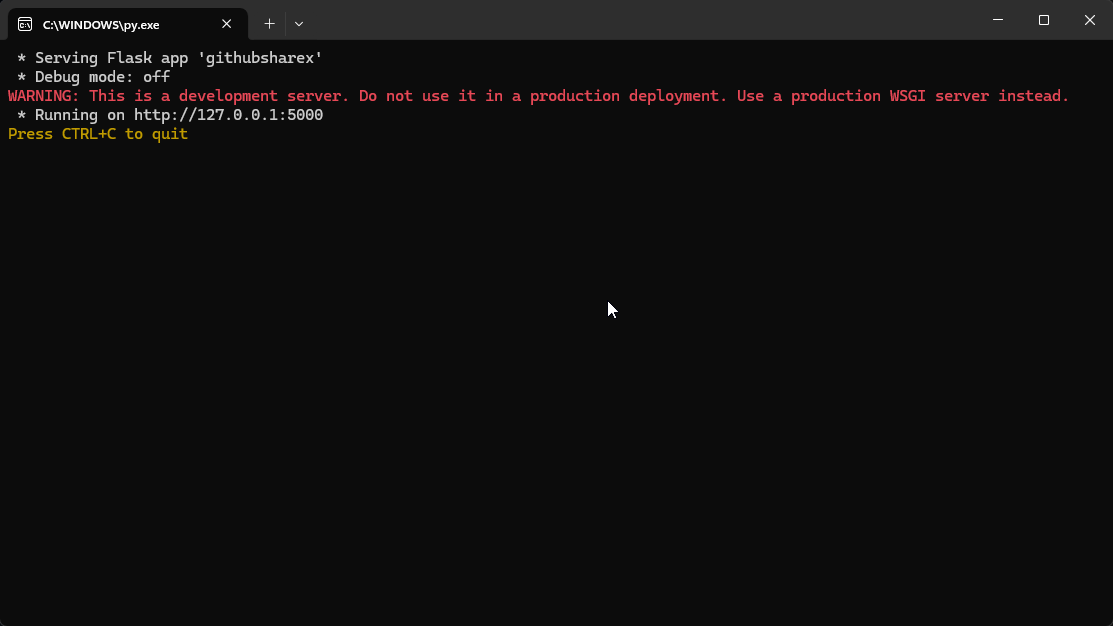 C:\WINDOWS\py.exe
 * Serving Flask app 'githubsharex'
 * Debug mode: off
WARNING: This is a development server. Do not use it in a production deployment. Use a production WSGI server instead.
 * Running on http://127.0.0.1:5000
Press CTRL+C to quit